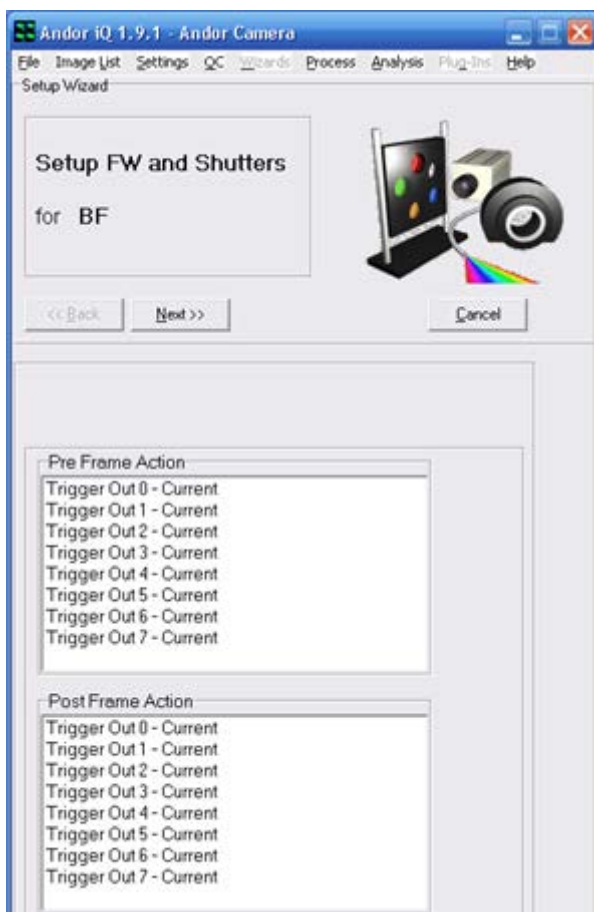 Andor iQ 1.9.1 - Andor Camera
File Image List Settings QC Wizards Process Analysis Plug-Ins Help
Setup Wizard
Setup FW and Shutters
for BF
<< Back Next >> Cancel
Pre Frame Action
Trigger Out 0 - Current
Trigger Out 1 - Current
Trigger Out 2 - Current
Trigger Out 3 - Current
Trigger Out 4 - Current
Trigger Out 5 - Current
Trigger Out 6 - Current
Trigger Out 7 - Current
Post Frame Action
Trigger Out 0 - Current
Trigger Out 1 - Current
Trigger Out 2 - Current
Trigger Out 3 - Current
Trigger Out 4 - Current
Trigger Out 5 - Current
Trigger Out 6 - Current
Trigger Out 7 - Current